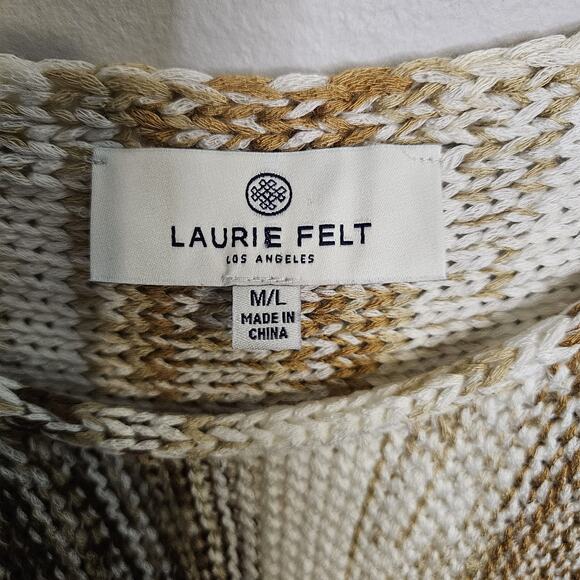 LAURIE FELT
LOS ANGELES
M/L
MADE IN
CHINA